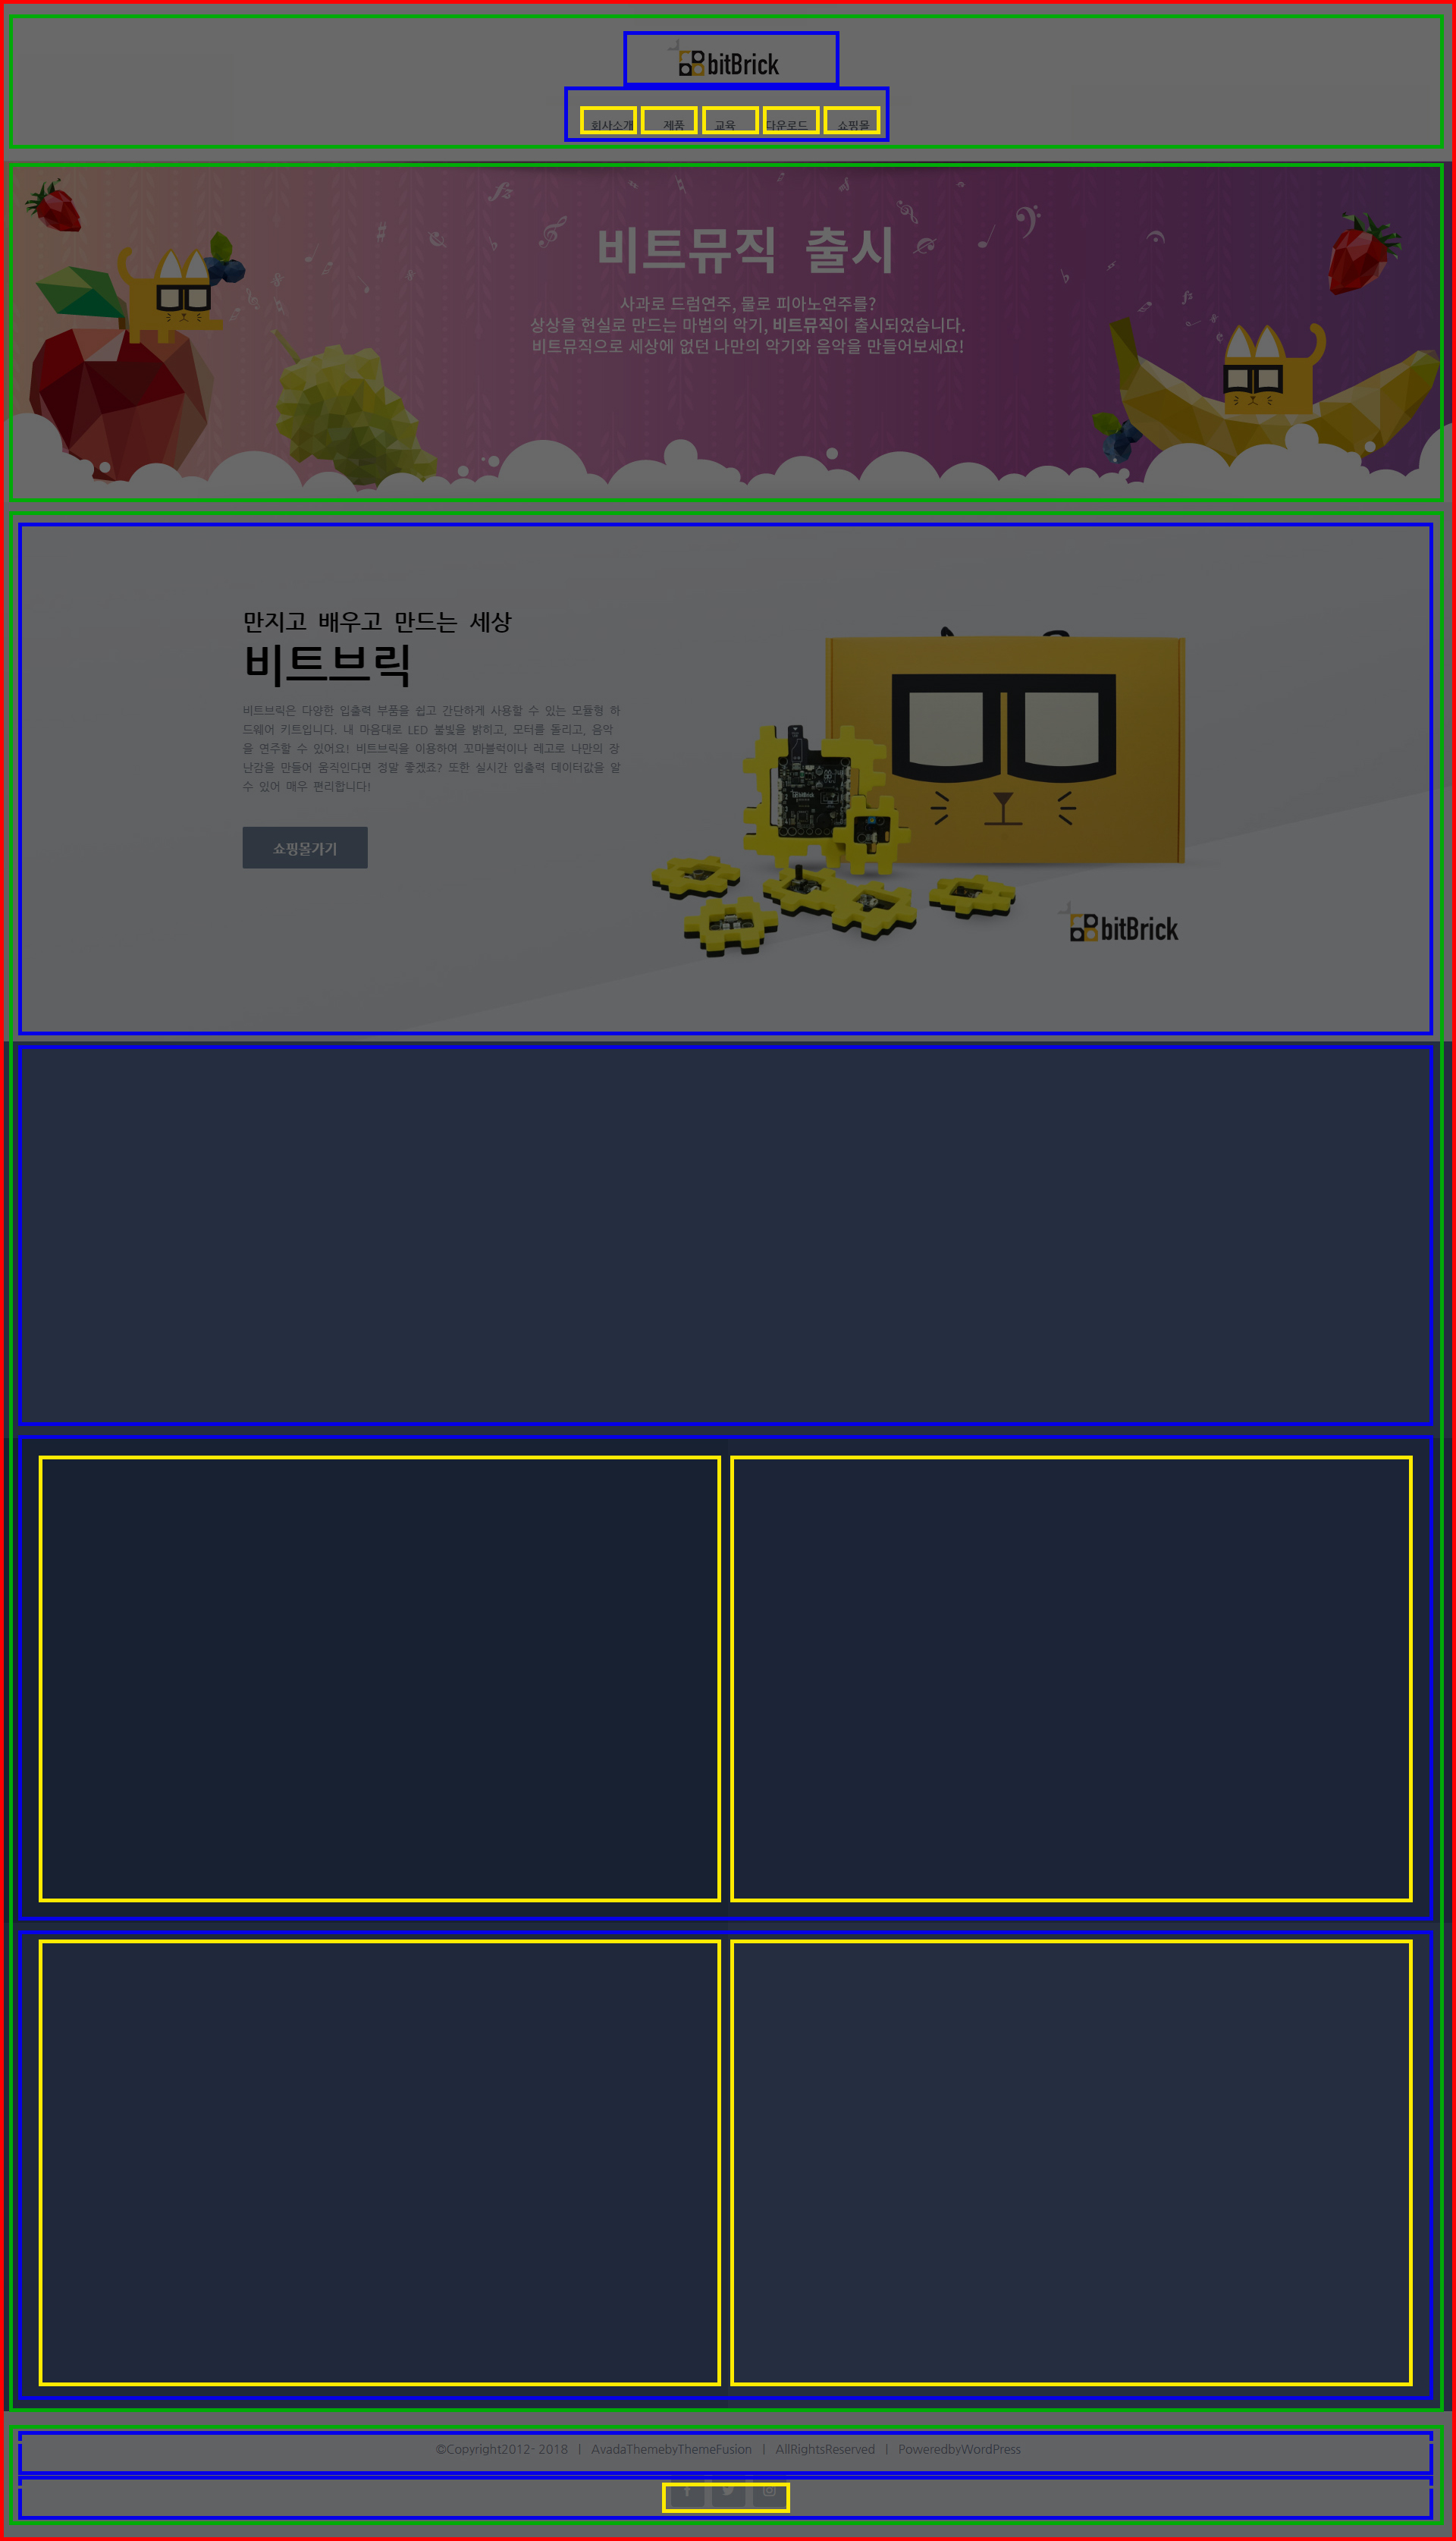 bitBrick
회사소개 제품 교육 다운로드 쇼핑몰
비트뮤직 출시
사과로 드럼연주, 물로 피아노연주를?
상상을 현실로 만드는 마법의 악기, 비트뮤직이 출시되었습니다.
비트뮤직으로 세상에 없던 나만의 악기와 음악을 만들어보세요!
만지고 배우고 만드는 세상
비트브릭
비트브릭은 다양한 입출력 부품을 쉽고 간단하게 사용할 수 있는 모듈형 하
드웨어 키트입니다. 내 마음대로 LED 불빛을 밝히고, 모터를 돌리고, 음악
을 연주할 수 있어요! 비트브릭을 이용하여 꼬마블럭이나 레고로 나만의 장
난감을 만들어 움직인다면 정말 좋겠죠? 또한 실시간 입출력 데이터값을 알
수 있어 매우 편리합니다!
쇼핑몰가기
bitBrick
©Copyright2012- 2018 | AvadaThemebyThemeFusion | AllRightsReserved | PoweredbyWordPress